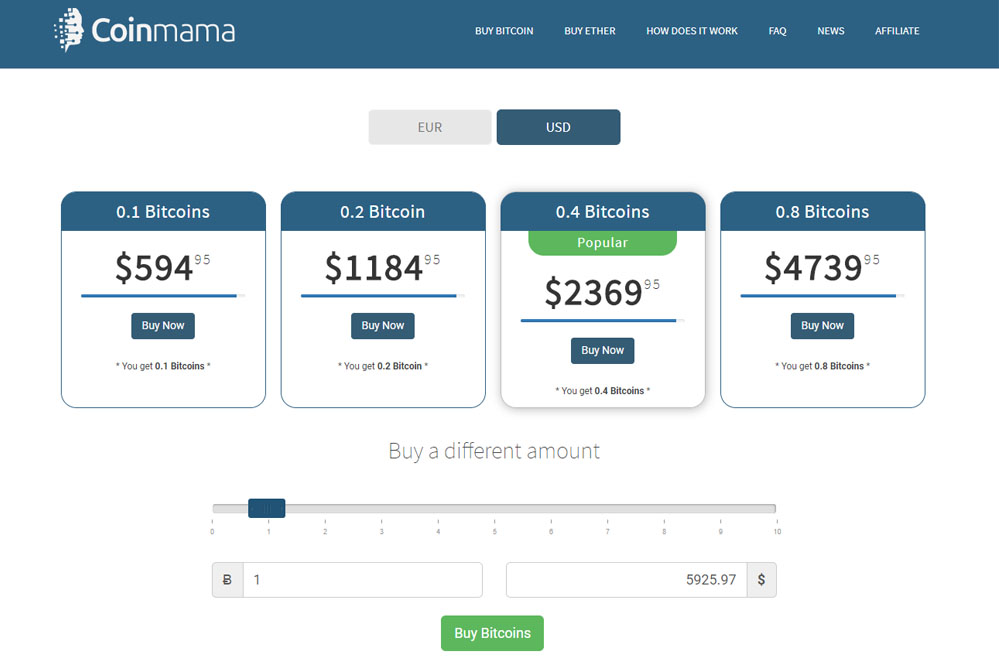 Coinmama
BUY BITCOIN BUY ETHER HOW DOES IT WORK FAQ NEWS AFFILIATE
EUR USD
0.1 Bitcoins
$594 95
Buy Now
* You get 0.1 Bitcoins *
0.2 Bitcoin
$1184 95
Buy Now
* You get 0.2 Bitcoin *
0.4 Bitcoins
Popular
$2369 95
Buy Now
* You get 0.4 Bitcoins *
0.8 Bitcoins
$4739 95
Buy Now
* You get 0.8 Bitcoins *
Buy a different amount
0 1 2 3 4 5 6 7 8 9 10
Ƀ 1 5925.97 $
Buy Bitcoins